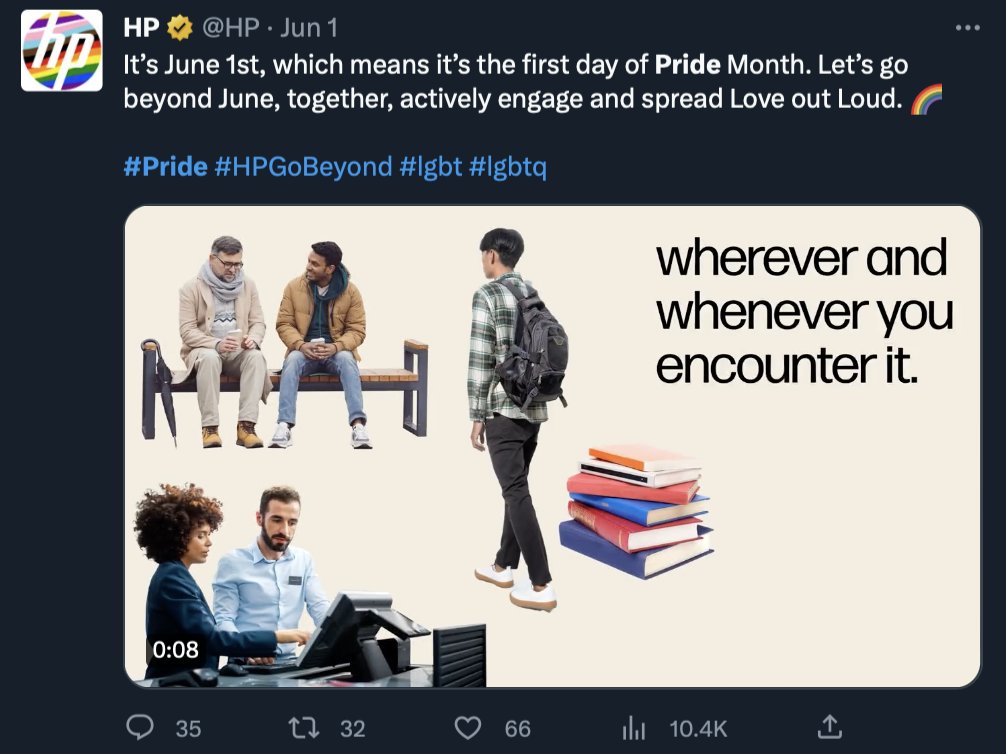 hp
HP @HP · Jun 1
It’s June 1st, which means it’s the first day of Pride Month. Let’s go
beyond June, together, actively engage and spread Love out Loud. 🌈
#Pride #HPGoBeyond #lgbt #lgbtq
wherever and
whenever you
encounter it.
0:08
35 32 66 10.4K